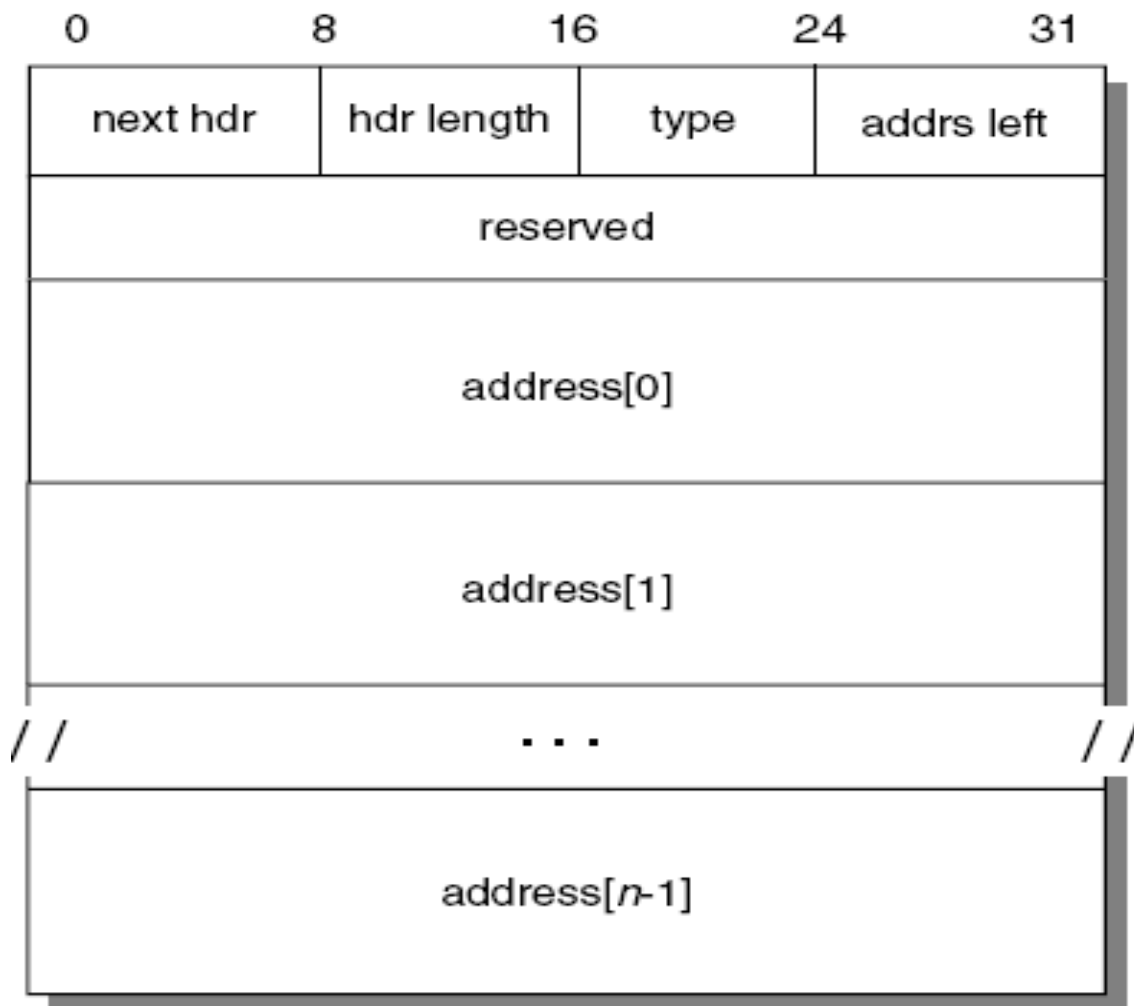 0 8 16 24 31
next hdr hdr length type addrs left
reserved
address[0]
address[1]
/ / . . . / /
address[n-1]